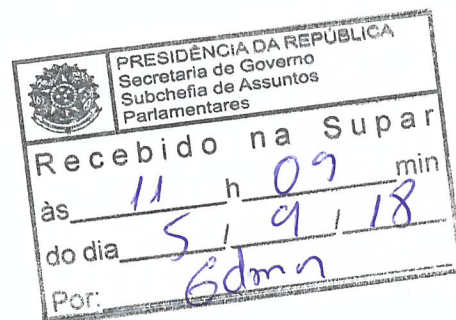 PRESIDÊNCIA DA REPÚBLICA
Secretaria de Governo
Subchefia de Assuntos
Parlamentares
Recebido na Supar
às 11 h 09 min
do dia 5 / 9 / 18
Por: